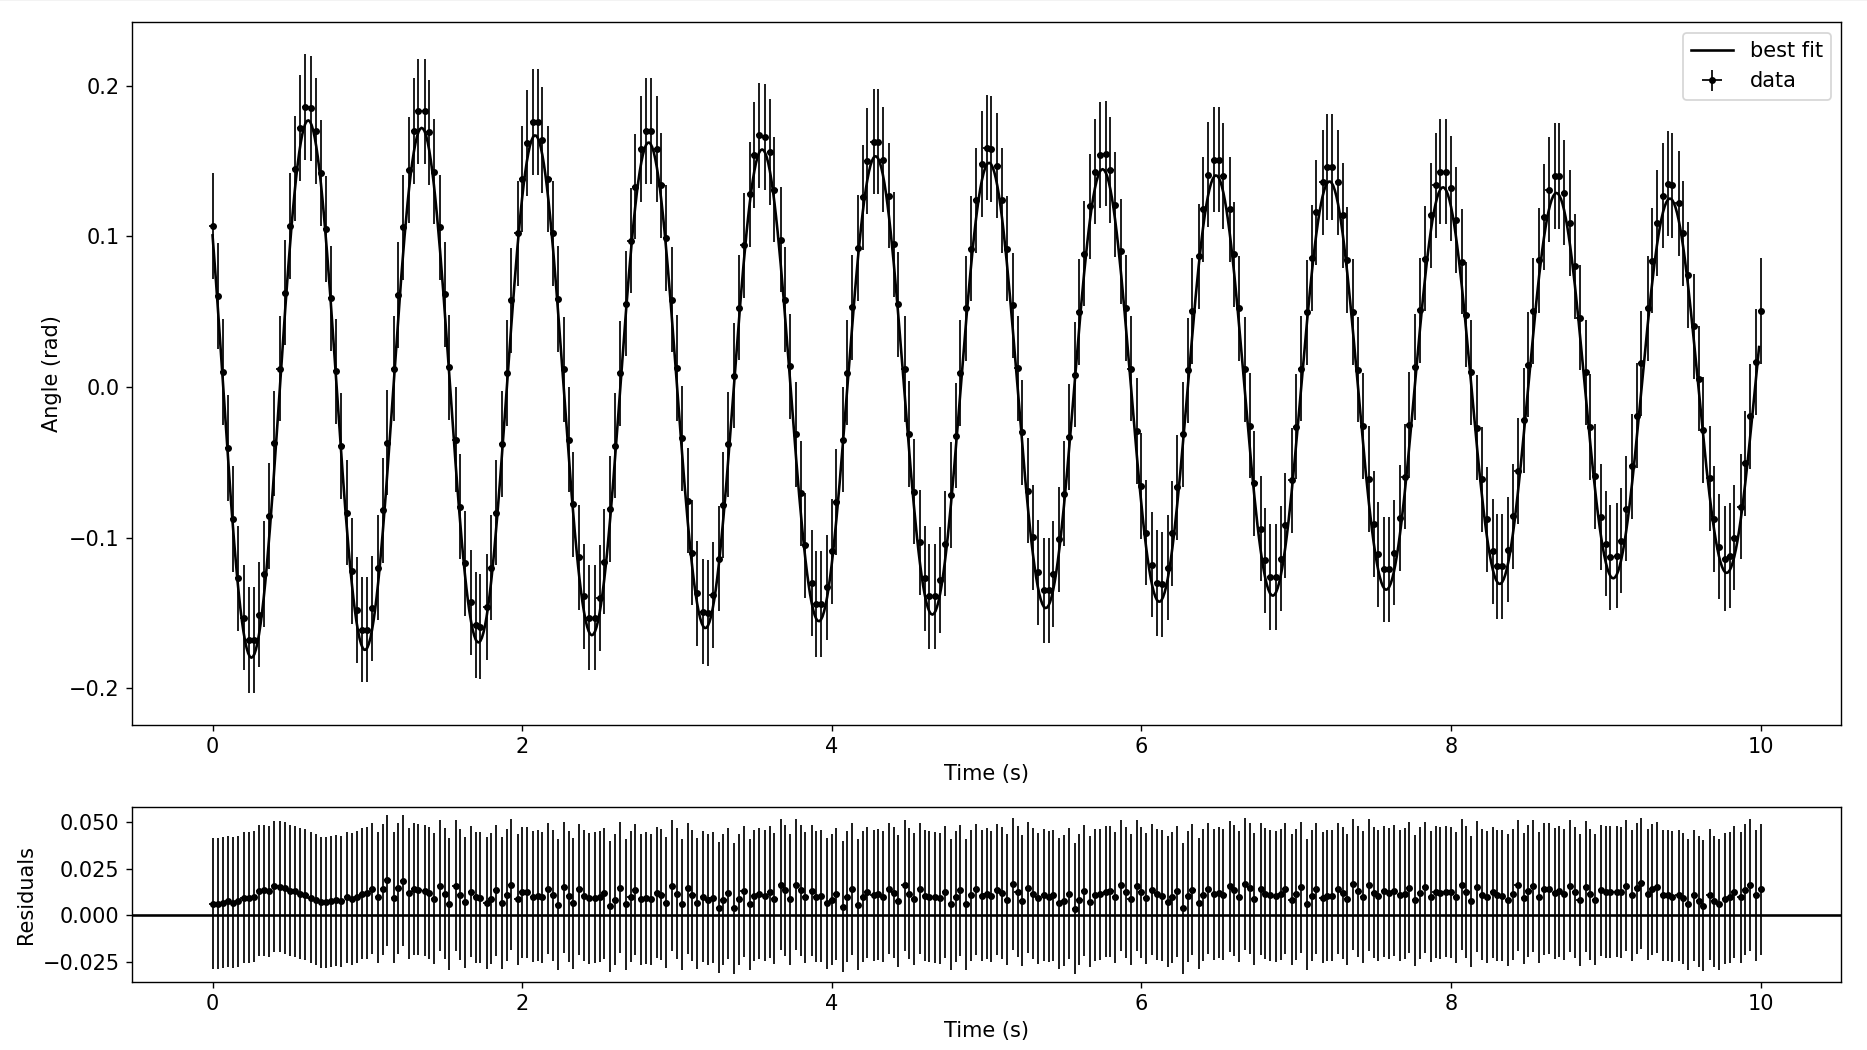 best fit
data
0.2
0.1
0.0
−0.1
−0.2
Angle (rad)
0 2 4 6 8 10
Time (s)
0.050
0.025
0.000
−0.025
Residuals
0 2 4 6 8 10
Time (s)